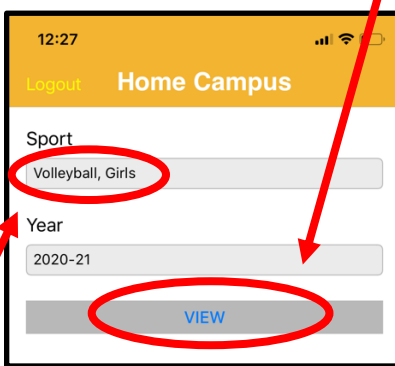 12:27
Logout Home Campus
Sport
Volleyball, Girls
Year
2020-21
VIEW